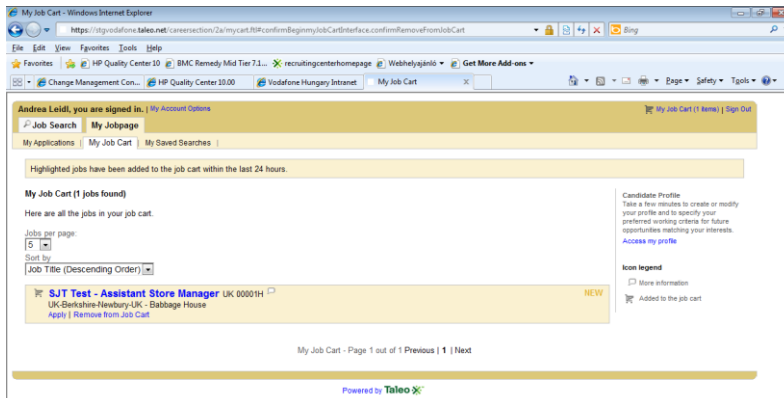 My Job Cart - Windows Internet Explorer
https://stgvodafone.taleo.net/careersection/2a/mycart.ftl#confirmBeginmyJobCartInterface.confirmRemoveFromJobCart
Bing
File Edit View Favorites Tools Help
Favorites HP Quality Center 10 BMC Remedy Mid Tier 7.1... recruitingcenterhomepage Webhelyajánló Get More Add-ons
Change Management Con... HP Quality Center 10.00 Vodafone Hungary Intranet My Job Cart X Page Safety Tools
Andrea Leidl, you are signed in. | My Account Options My Job Cart (1 items) | Sign Out
Job Search My Jobpage
My Applications | My Job Cart | My Saved Searches |
Highlighted jobs have been added to the job cart within the last 24 hours.
My Job Cart (1 jobs found)
Here are all the jobs in your job cart.
Jobs per page:
5
Sort by
Job Title (Descending Order)
SJT Test - Assistant Store Manager UK 00001H NEW
UK-Berkshire-Newbury-UK - Babbage House
Apply | Remove from Job Cart
My Job Cart - Page 1 out of 1 Previous | 1 | Next
Candidate Profile
Take a few minutes to create or modify
your profile and to specify your
preferred working criteria for future
opportunities matching your interests.
Access my profile
Icon legend
More information
Added to the job cart
Powered by Taleo